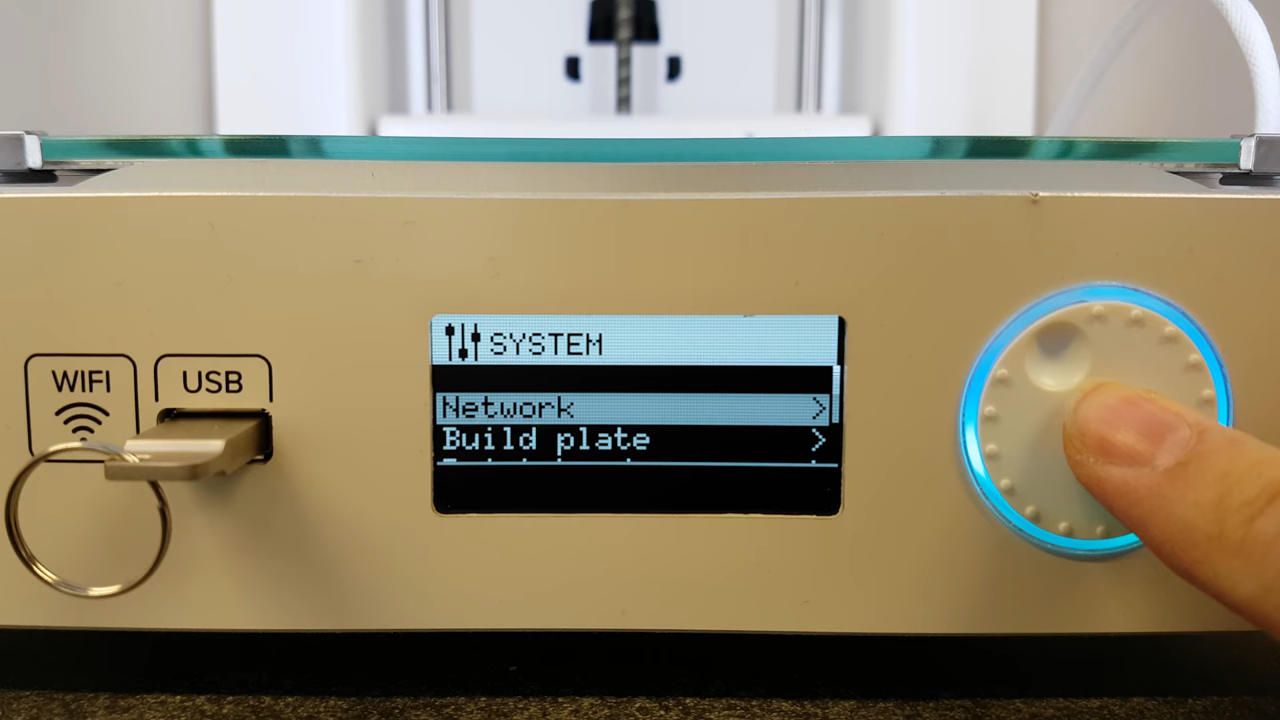 SYSTEM
WIFI
USB
Network >
Build plate >